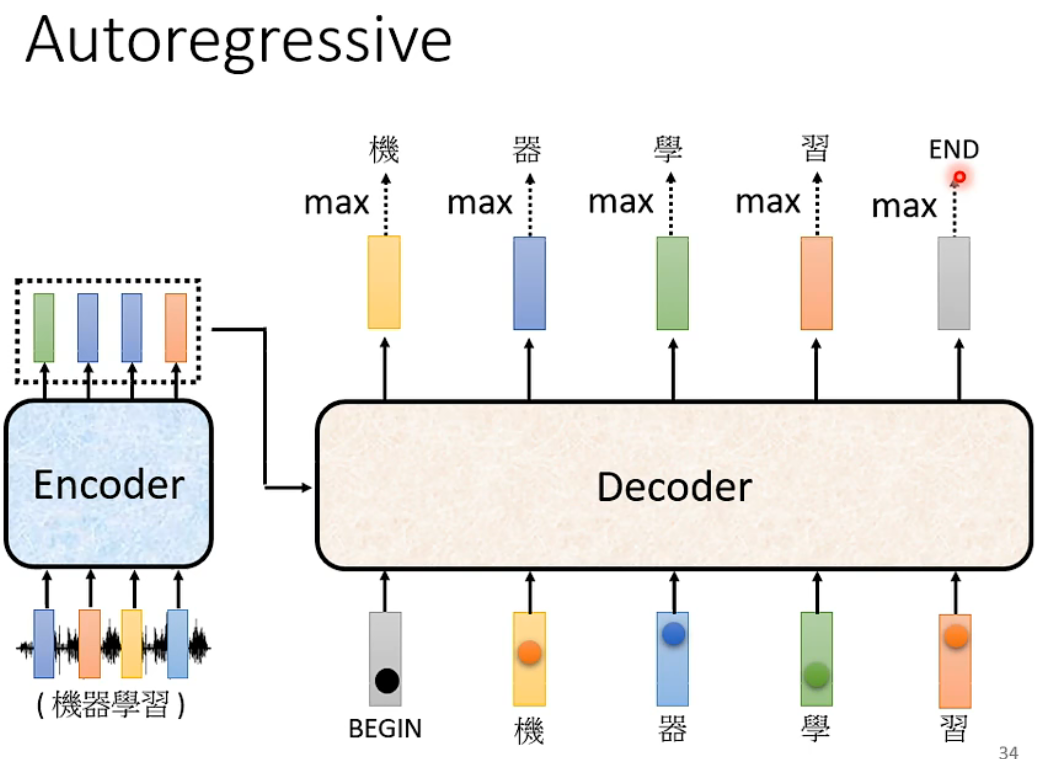 Autoregressive
機 器 學 習 END
max max max max max
Encoder
Decoder
(機器學習)
BEGIN 機 器 學 習
34